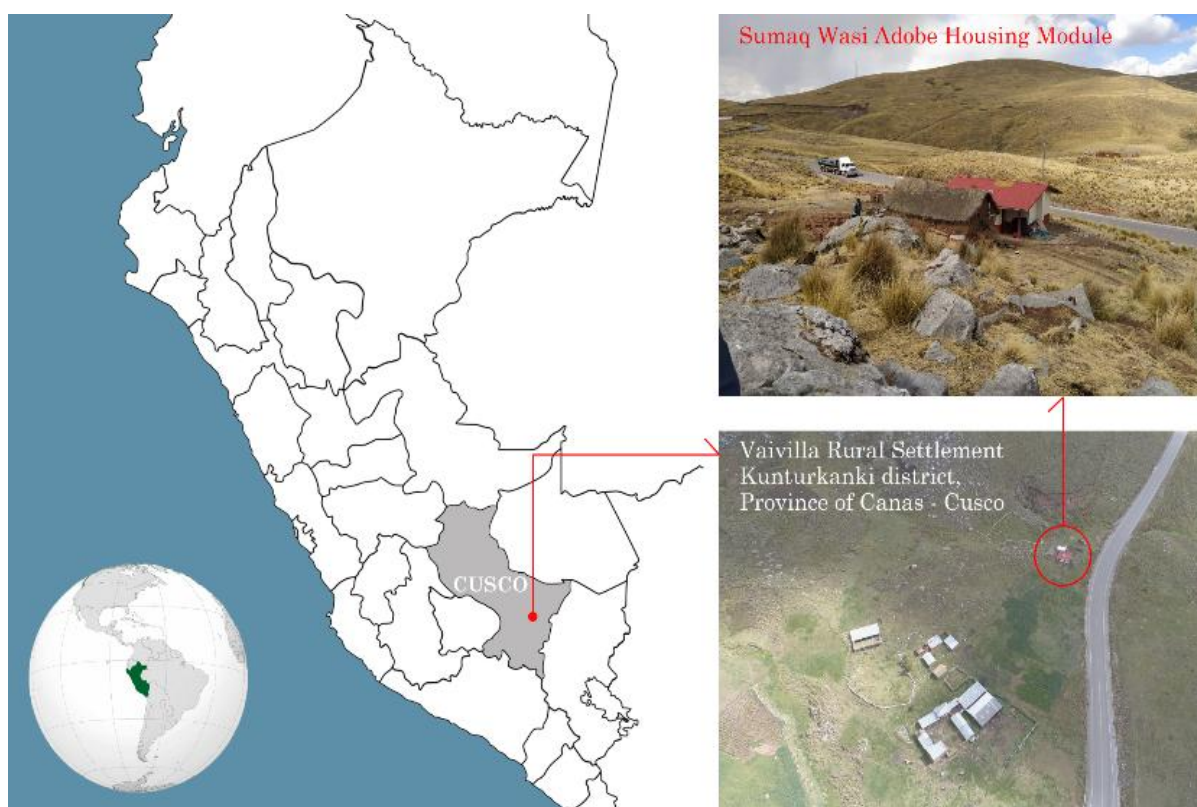 Sumaq Wasi Adobe Housing Module
Vaivilla Rural Settlement
Kunturkanki district,
Province of Canas - Cusco
CUSCO